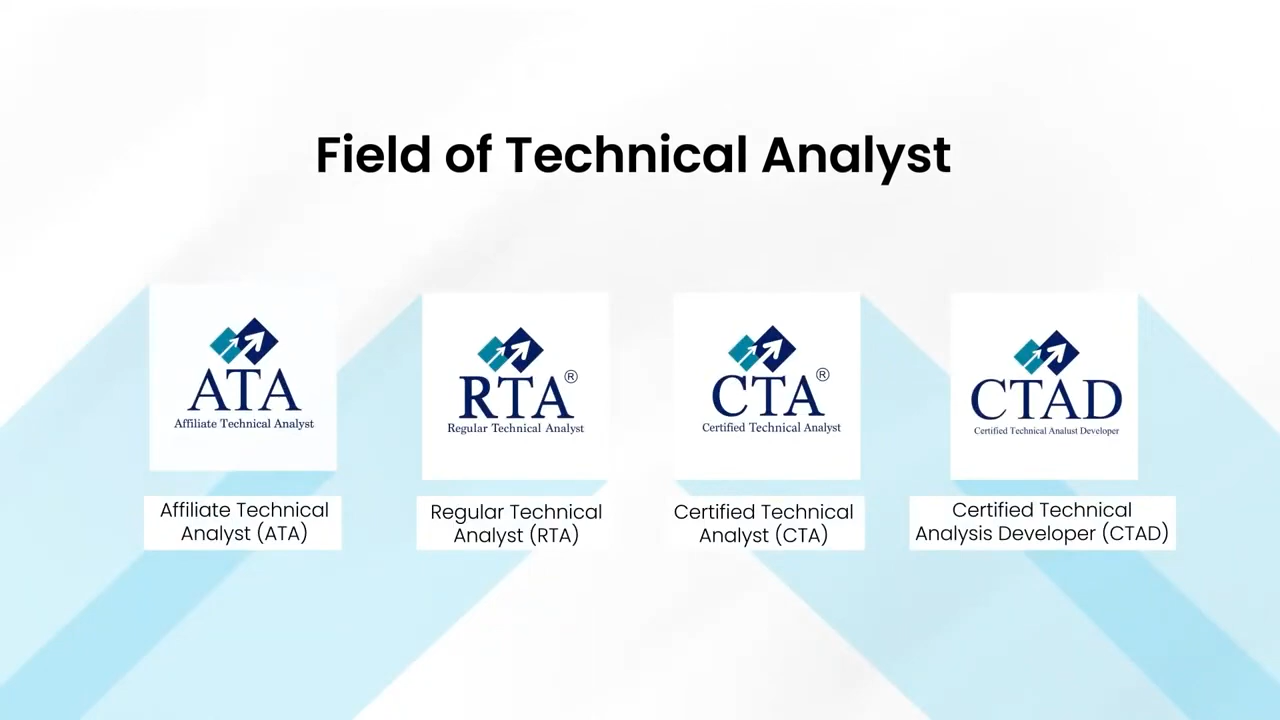 Field of Technical Analyst
ATA
Affiliate Technical Analyst
RTA®
Regular Technical Analyst
CTA®
Certified Technical Analyst
CTAD
Certified Technical Analust Developer
Affiliate Technical
Analyst (ATA)
Regular Technical
Analyst (RTA)
Certified Technical
Analyst (CTA)
Certified Technical
Analysis Developer (CTAD)